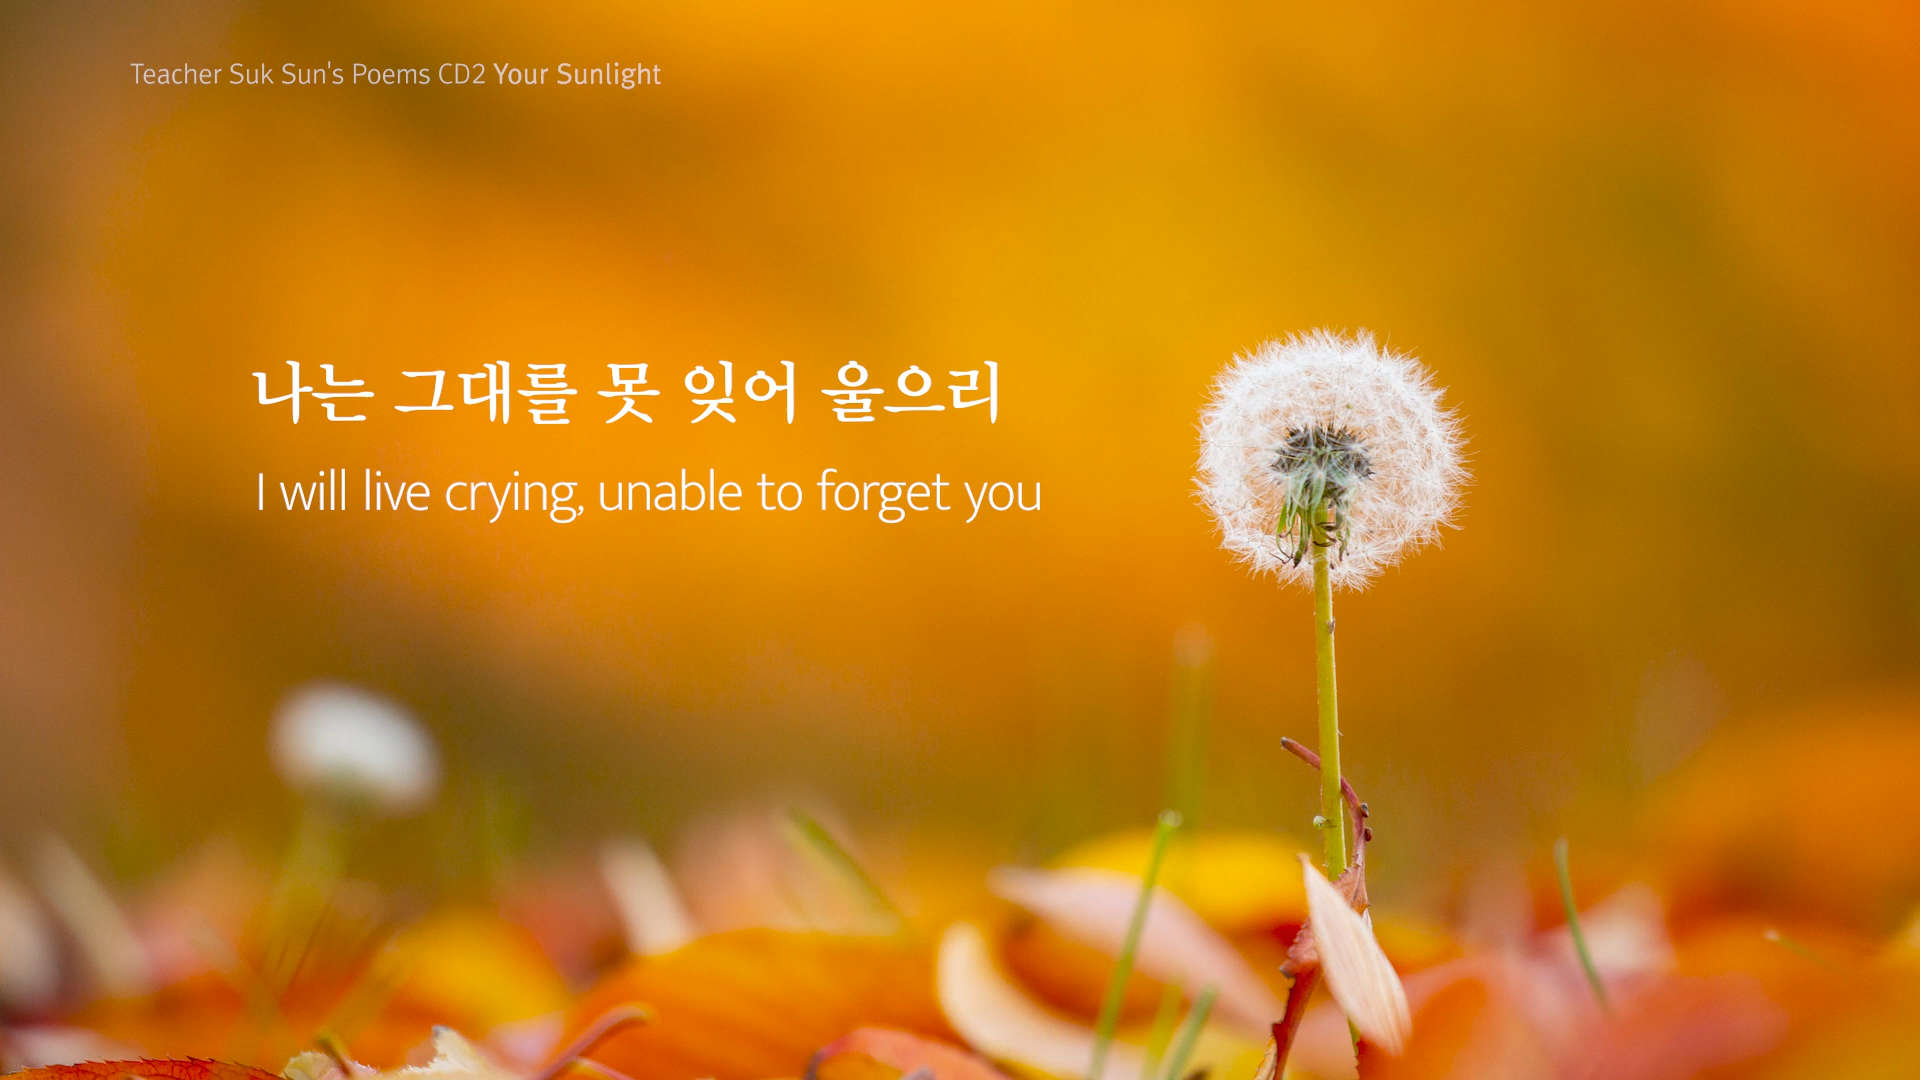 Teacher Suk Sun's Poems CD2 Your Sunlight
나는 그대를 못 잊어 울으리
I will live crying, unable to forget you